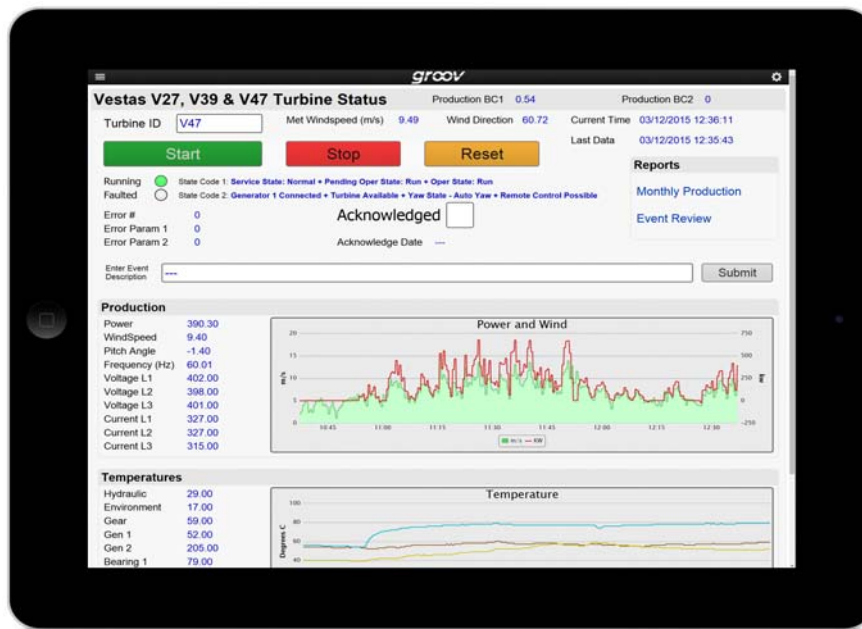 groov
Vestas V27, V39 & V47 Turbine Status
Production BC1 0.54
Production BC2 0
Turbine ID V47
Met Windspeed (m/s) 9.49
Wind Direction 60.72
Current Time 03/12/2015 12:36:11
Last Data 03/12/2015 12:35:43
Start
Stop
Reset
Reports
Monthly Production
Event Review
Running
State Code 1: Service State: Normal + Pending Oper State: Run + Oper State: Run
Faulted
State Code 2: Generator 1 Connected + Turbine Available + Yaw State - Auto Yaw + Remote Control Possible
Error # 0
Error Param 1 0
Error Param 2 0
Acknowledged
Acknowledge Date ---
Enter Event
Description
---
Submit
Production
Power 390.30
WindSpeed 9.40
Pitch Angle -1.40
Frequency (Hz) 60.01
Voltage L1 402.00
Voltage L2 398.00
Voltage L3 401.00
Current L1 327.00
Current L2 327.00
Current L3 315.00
Power and Wind
20
15
10
5
0
m/s
750
500
250
0
-250
kw
10:45 11:00 11:15 11:30 11:45 12:00 12:15 12:30
m/s KW
Temperatures
Hydraulic 29.00
Environment 17.00
Gear 59.00
Gen 1 52.00
Gen 2 205.00
Bearing 1 79.00
Temperature
100
80
60
40
Degrees C